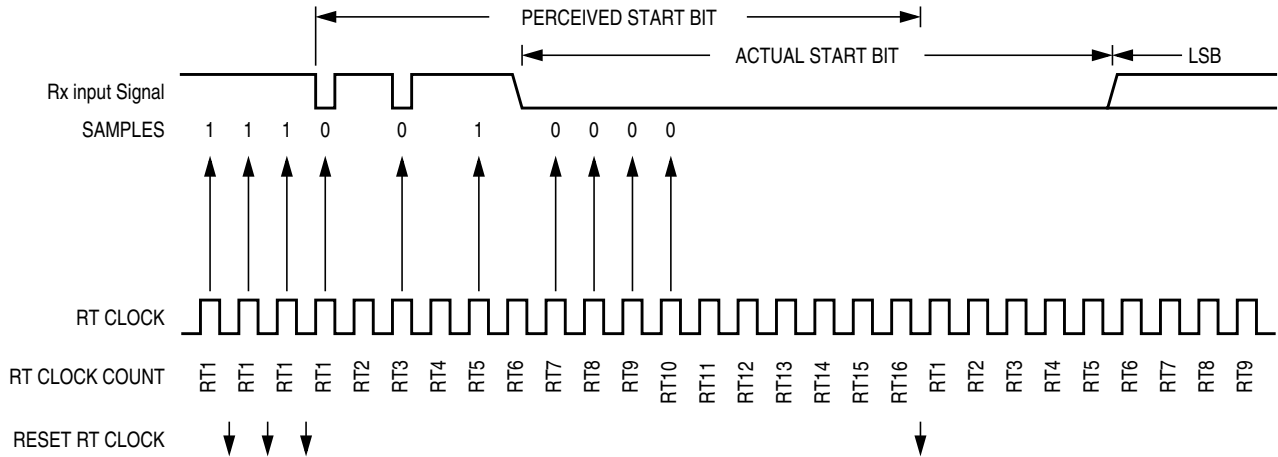 PERCEIVED START BIT
ACTUAL START BIT
LSB
Rx input Signal
SAMPLES 1 1 1 0 0 1 0 0 0 0
RT CLOCK
RT CLOCK COUNT RT1 RT1 RT1 RT1 RT2 RT3 RT4 RT5 RT6 RT7 RT8 RT9 RT10 RT11 RT12 RT13 RT14 RT15 RT16 RT1 RT2 RT3 RT4 RT5 RT6 RT7 RT8 RT9
RESET RT CLOCK